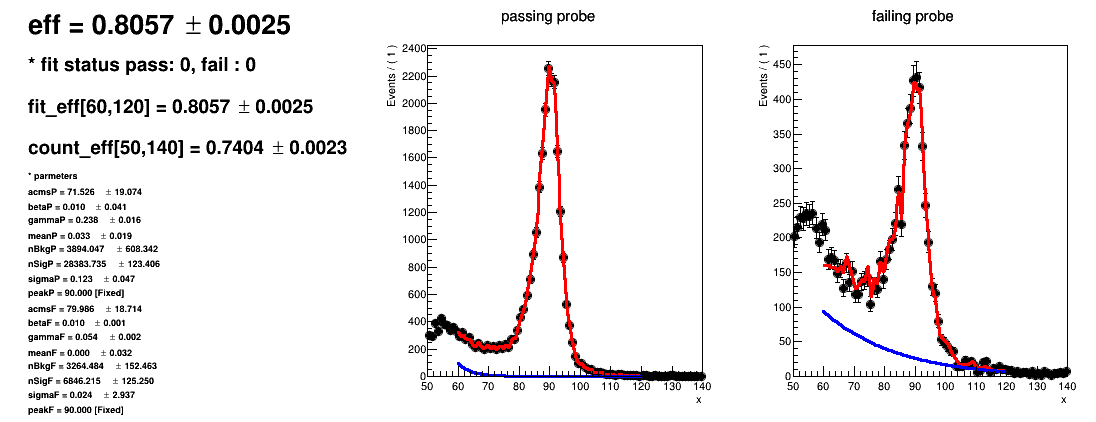 eff = 0.8057 ± 0.0025
* fit status pass: 0, fail : 0
fit_eff[60,120] = 0.8057 ± 0.0025
count_eff[50,140] = 0.7404 ± 0.0023
* parmeters
acmsP = 71.526 ± 19.074
betaP = 0.010 ± 0.041
gammaP = 0.238 ± 0.016
meanP = 0.033 ± 0.019
nBkgP = 3894.047 ± 608.342
nSigP = 28383.735 ± 123.406
sigmaP = 0.123 ± 0.047
peakP = 90.000 [Fixed]
acmsF = 79.986 ± 18.714
betaF = 0.010 ± 0.001
gammaF = 0.054 ± 0.002
meanF = 0.000 ± 0.032
nBkgF = 3264.484 ± 152.463
nSigF = 6846.215 ± 125.250
sigmaF = 0.024 ± 2.937
peakF = 90.000 [Fixed]
passing probe
Events / ( 1 )
2400
2200
2000
1800
1600
1400
1200
1000
800
600
400
200
0
50 60 70 80 90 100 110 120 130 140
x
failing probe
Events / ( 1 )
450
400
350
300
250
200
150
100
50
0
50 60 70 80 90 100 110 120 130 140
x